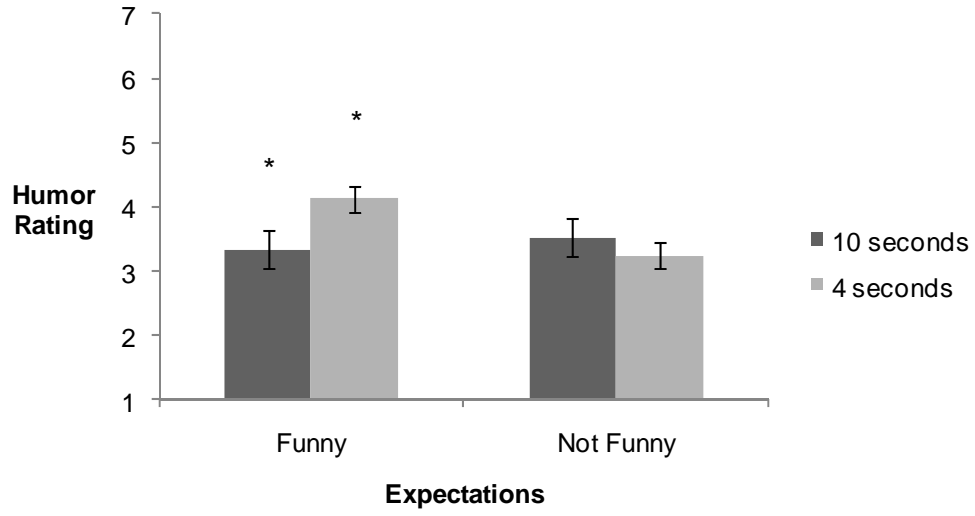 7
6
5
4
3
2
1
*
*
Humor
Rating
10 seconds
4 seconds
Funny
Not Funny
Expectations